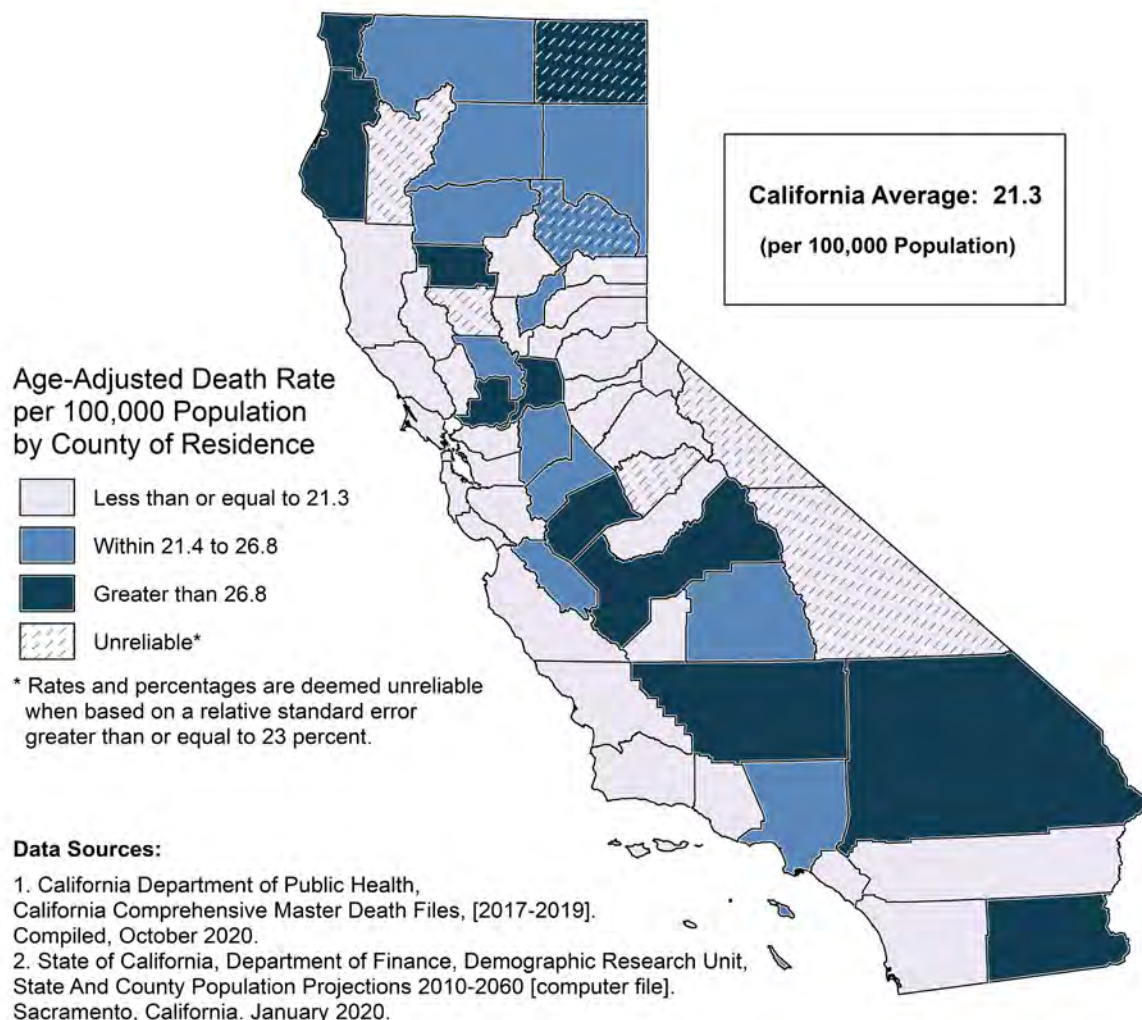 California Average: 21.3
(per 100,000 Population)
Age-Adjusted Death Rate
per 100,000 Population
by County of Residence
Less than or equal to 21.3
Within 21.4 to 26.8
Greater than 26.8
Unreliable*
* Rates and percentages are deemed unreliable
when based on a relative standard error
greater than or equal to 23 percent.
Data Sources:
1. California Department of Public Health,
California Comprehensive Master Death Files, [2017-2019].
Compiled, October 2020.
2. State of California, Department of Finance, Demographic Research Unit,
State And County Population Projections 2010-2060 [computer file].
Sacramento, California. January 2020.